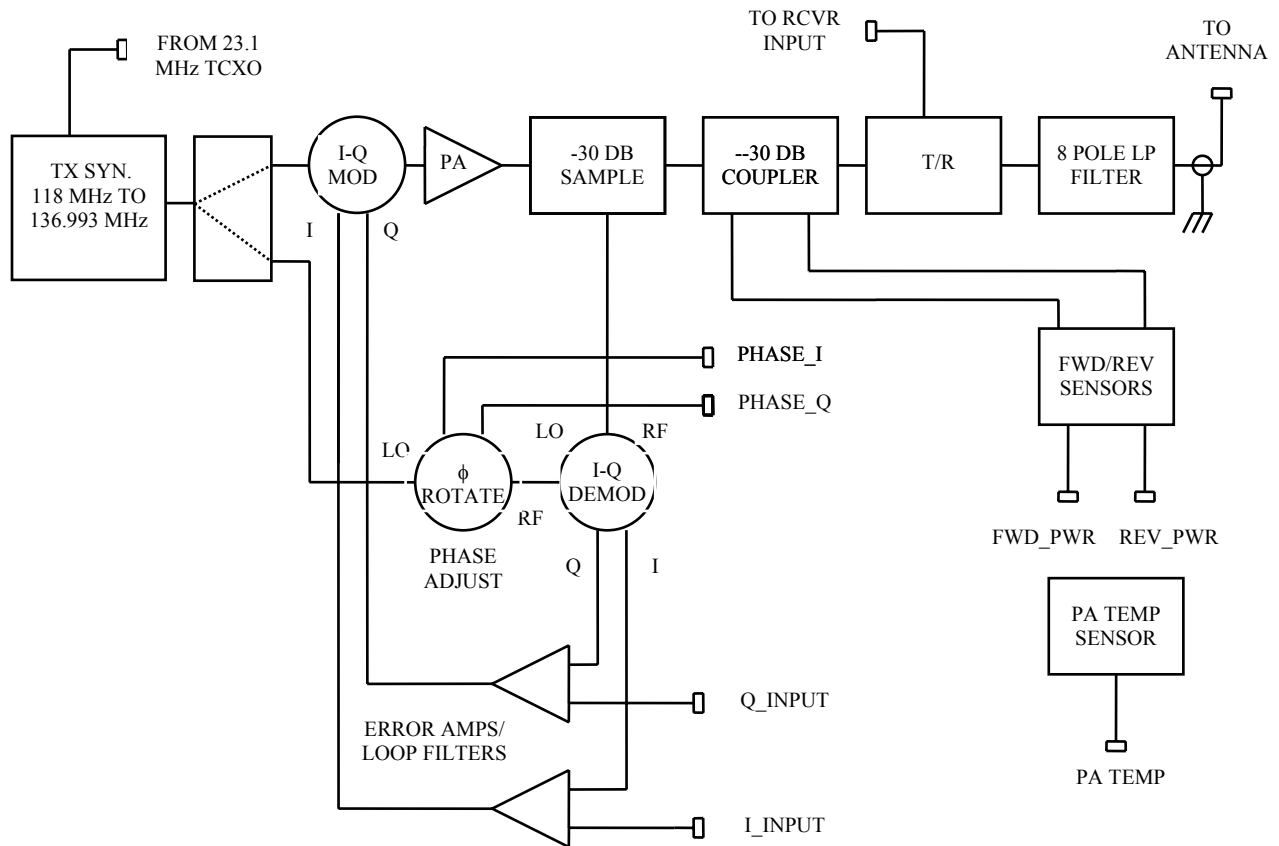 FROM 23.1
MHz TCXO
TO RCVR
INPUT
TO
ANTENNA
TX SYN.
118 MHz TO
136.993 MHz
I-Q
MOD
PA
-30 DB
SAMPLE
--30 DB
COUPLER
T/R
8 POLE LP
FILTER
I
Q
PHASE_I
PHASE_Q
FWD/REV
SENSORS
LO
ϕ
ROTATE
RF
LO
RF
I-Q
DEMOD
PHASE
ADJUST
Q
I
FWD_PWR
REV_PWR
PA TEMP
SENSOR
Q_INPUT
ERROR AMPS/
LOOP FILTERS
PA TEMP
I_INPUT